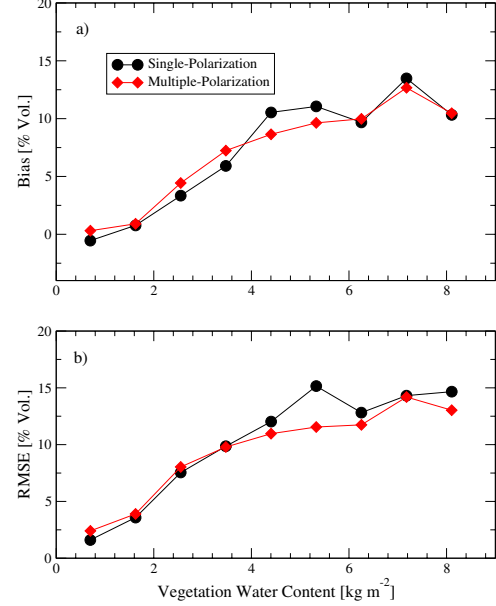 20
a)
Single-Polarization
Multiple-Polarization
15
10
5
0
Bias [% Vol.]
0 2 4 6 8
20
b)
15
10
5
0
RMSE [% Vol.]
0 2 4 6 8
Vegetation Water Content [kg m-2]